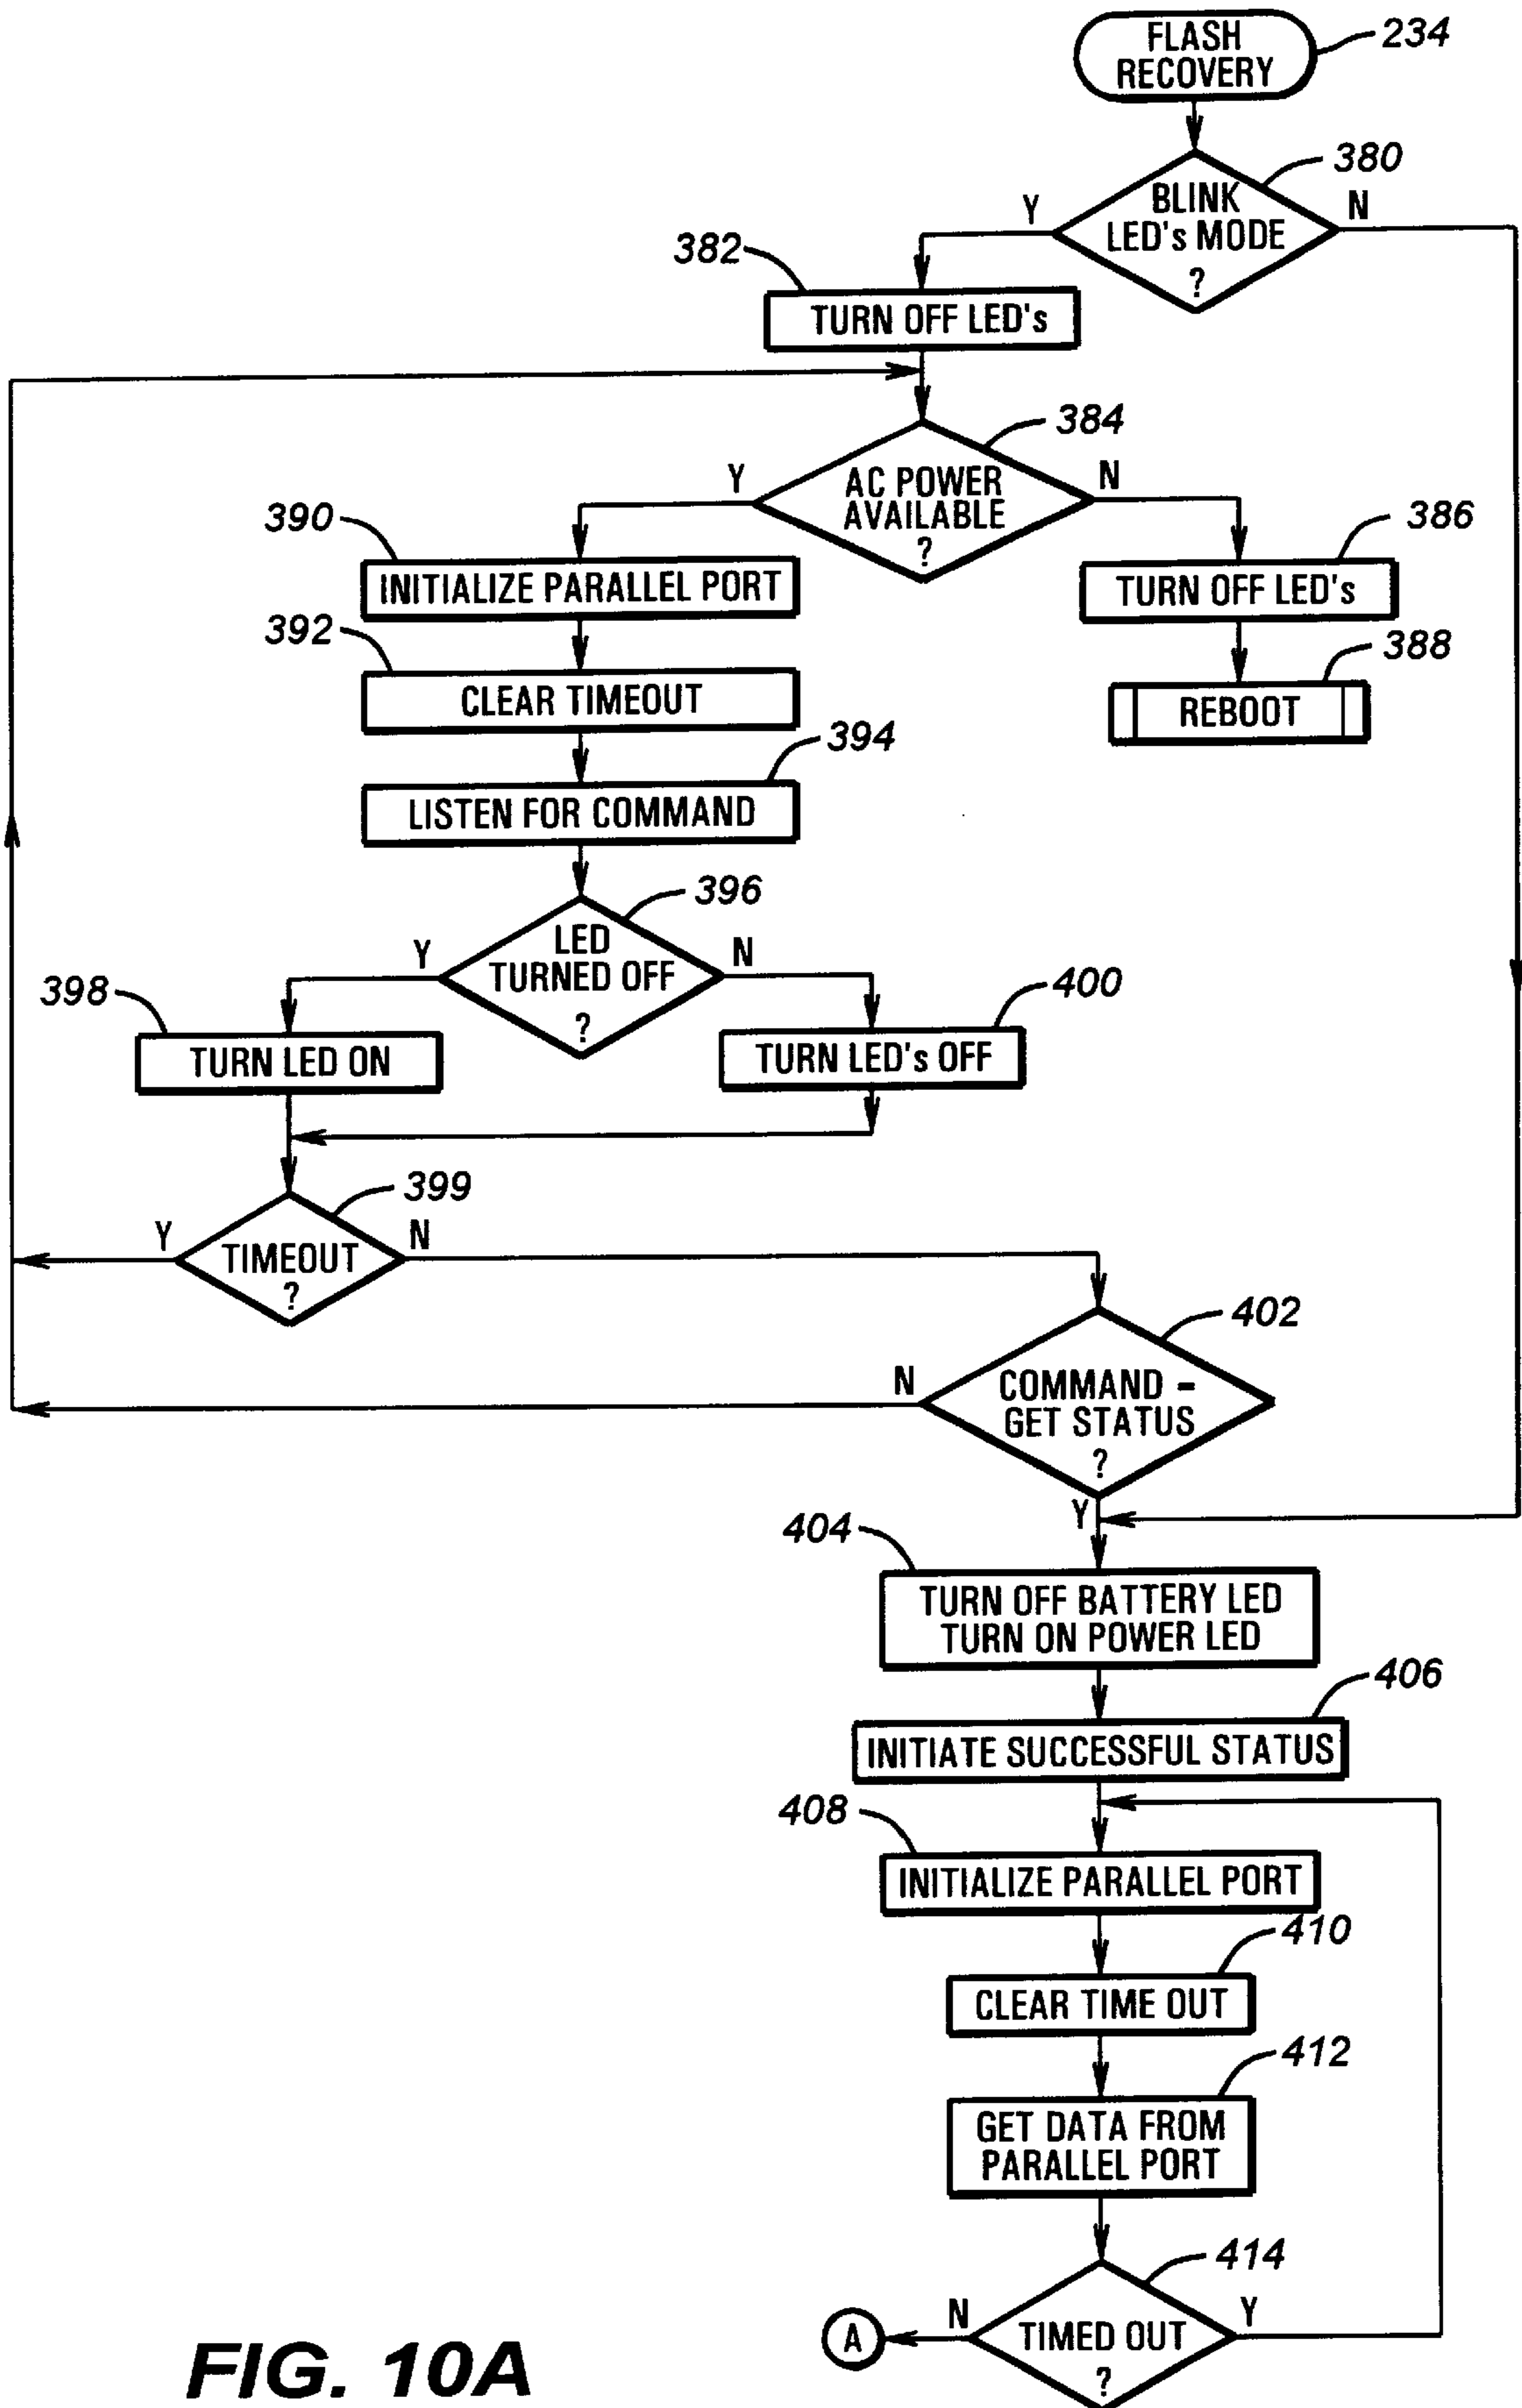 FLASH
RECOVERY
234
380
BLINK
LED's MODE
?
Y
N
382
TURN OFF LED's
384
AC POWER
AVAILABLE
?
Y
N
390
INITIALIZE PARALLEL PORT
386
TURN OFF LED's
392
CLEAR TIMEOUT
388
REBOOT
394
LISTEN FOR COMMAND
396
LED
TURNED OFF
?
Y
N
398
TURN LED ON
400
TURN LED's OFF
399
Y
N
TIMEOUT
?
402
N
COMMAND =
GET STATUS
?
Y
404
TURN OFF BATTERY LED
TURN ON POWER LED
406
INITIATE SUCCESSFUL STATUS
408
INITIALIZE PARALLEL PORT
410
CLEAR TIME OUT
412
GET DATA FROM
PARALLEL PORT
414
A
N
TIMED OUT
?
Y
FIG. 10A